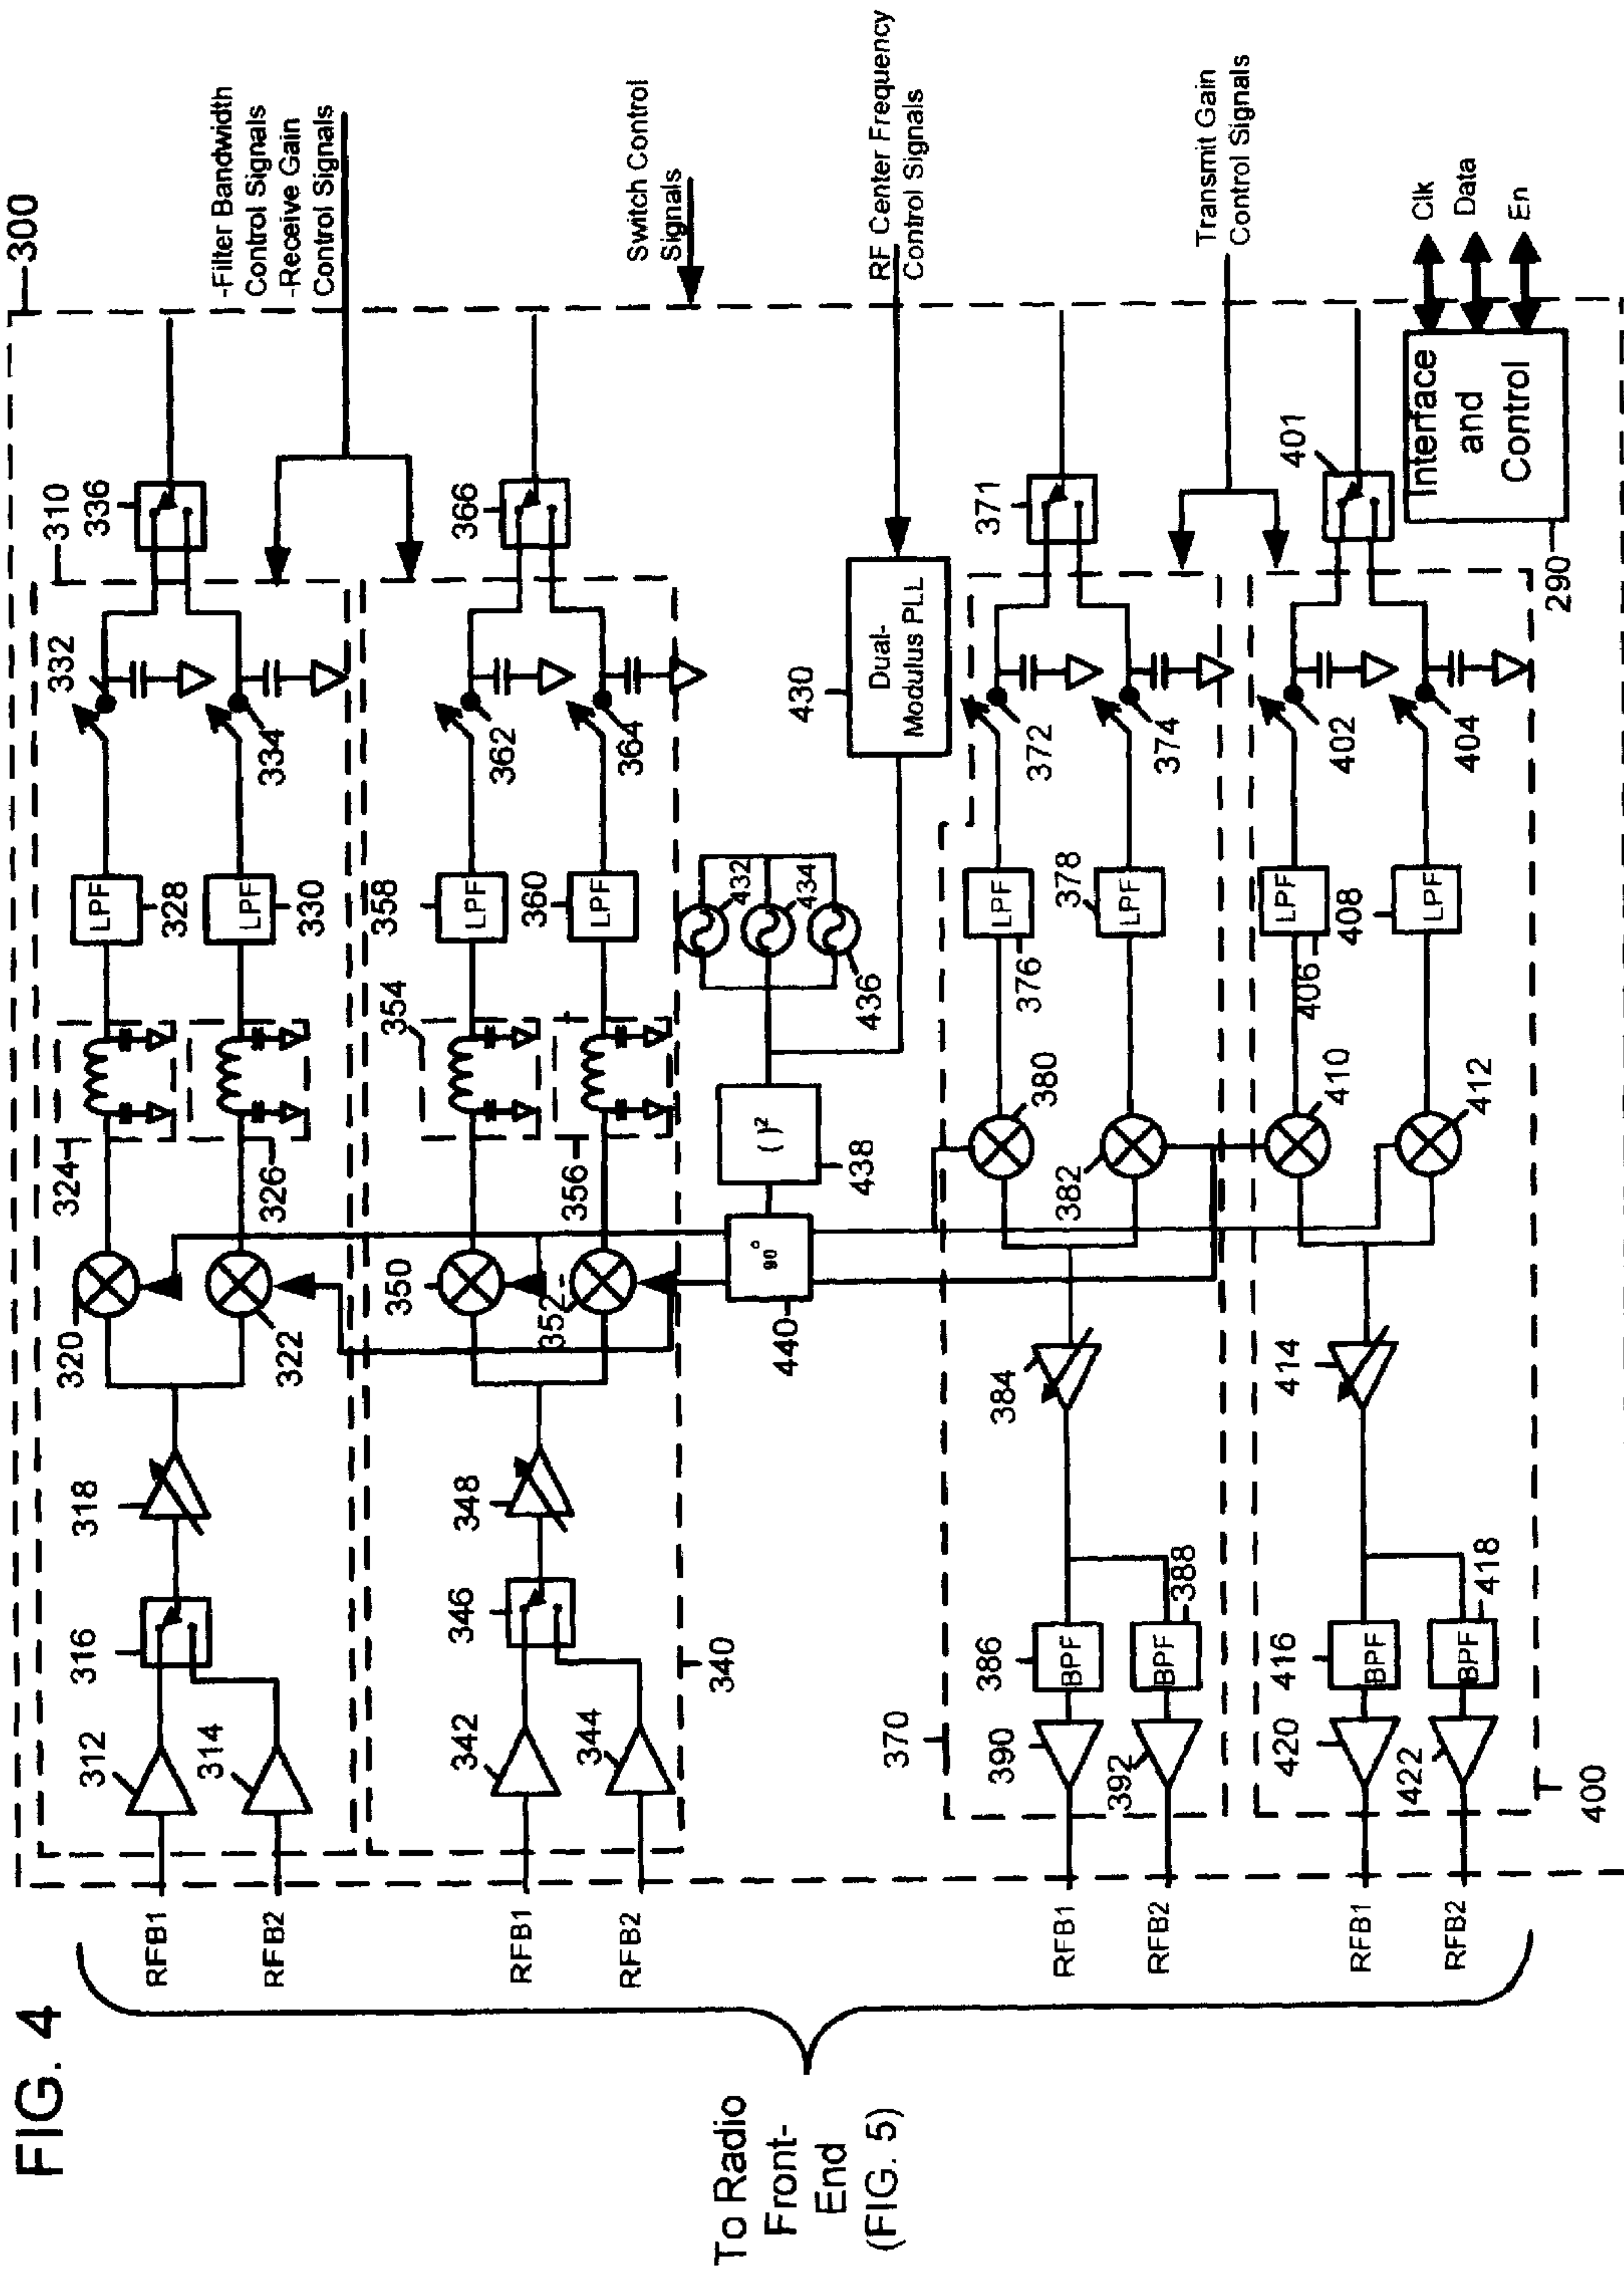 FIG. 4
300
-Filter Bandwidth
Control Signals
-Receive Gain
Control Signals
Switch Control
Signals
RF Center Frequency
Control Signals
Transmit Gain
Control Signals
Clk
Data
En
Interface
and
Control
290
310
336
332
334
LPF
328
LPF
330
324
326
320
322
318
316
312
314
RFB1
RFB2
366
362
364
358
LPF
360
LPF
354
356
350
352
348
346
342
344
340
RFB1
RFB2
432
434
436
( )²
438
90°
440
430
Dual-
Modulus PLL
371
372
374
LPF
376
378
LPF
380
382
384
386
BPF
388
BPF
390
392
370
RFB1
RFB2
401
402
404
LPF
406
408
LPF
410
412
414
416
BPF
418
BPF
420
422
400
RFB1
RFB2
To Radio
Front-
End
(FIG. 5)